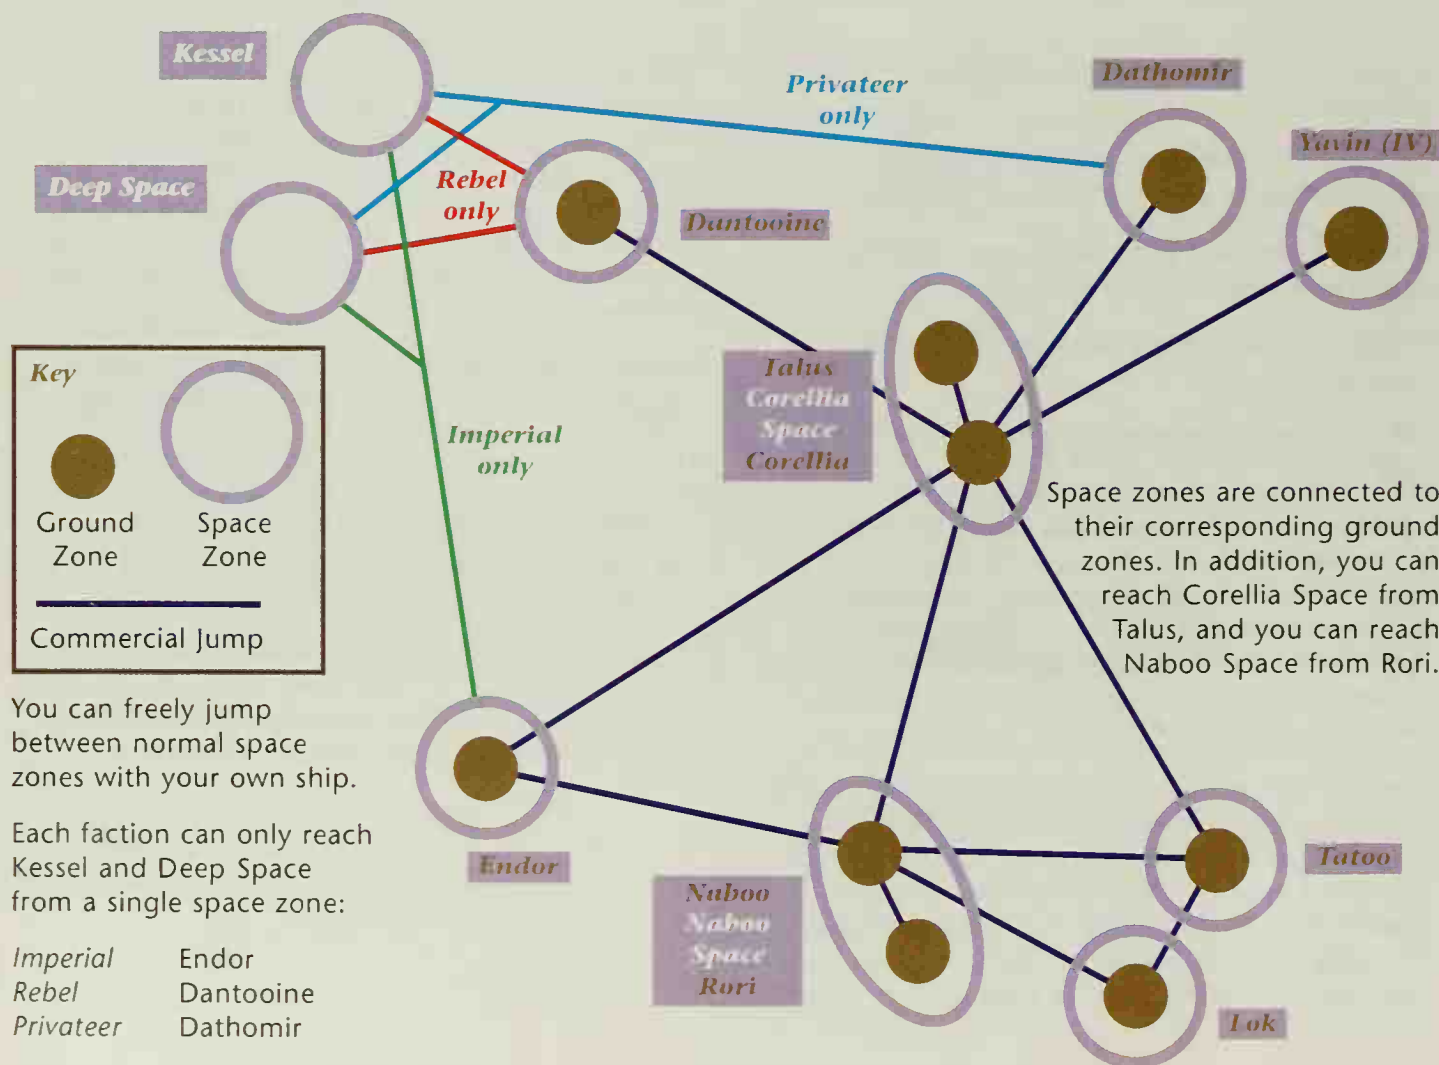 Kessel
Deep Space
Privateer
only
Dathomir
Yavin (IV)
Rebel
only
Dantooine
Talus
Corellia
Space
Corellia
Key
Ground
Zone
Space
Zone
Commercial Jump
Imperial
only
Space zones are connected to
their corresponding ground
zones. In addition, you can
reach Corellia Space from
Talus, and you can reach
Naboo Space from Rori.
You can freely jump
between normal space
zones with your own ship.
Each faction can only reach
Kessel and Deep Space
from a single space zone:
Imperial Endor
Rebel Dantooine
Privateer Dathomir
Endor
Naboo
Naboo
Space
Rori
Tatoo
Lok